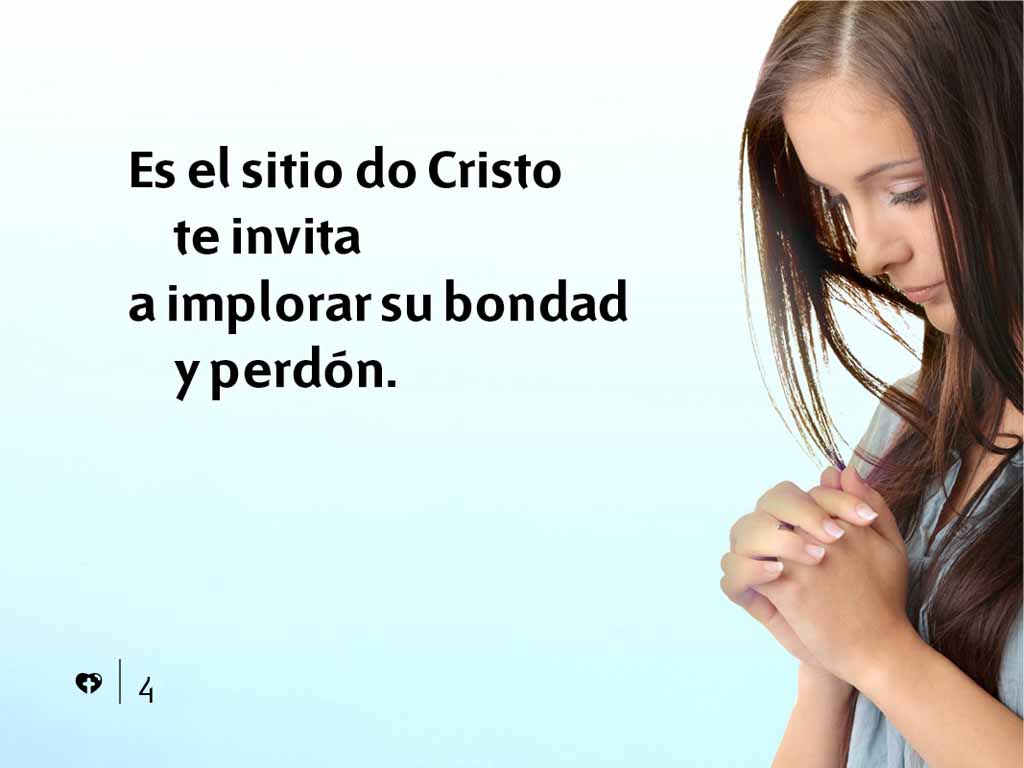 Es el sitio do Cristo
te invita
a implorar su bondad
y perdón.
4